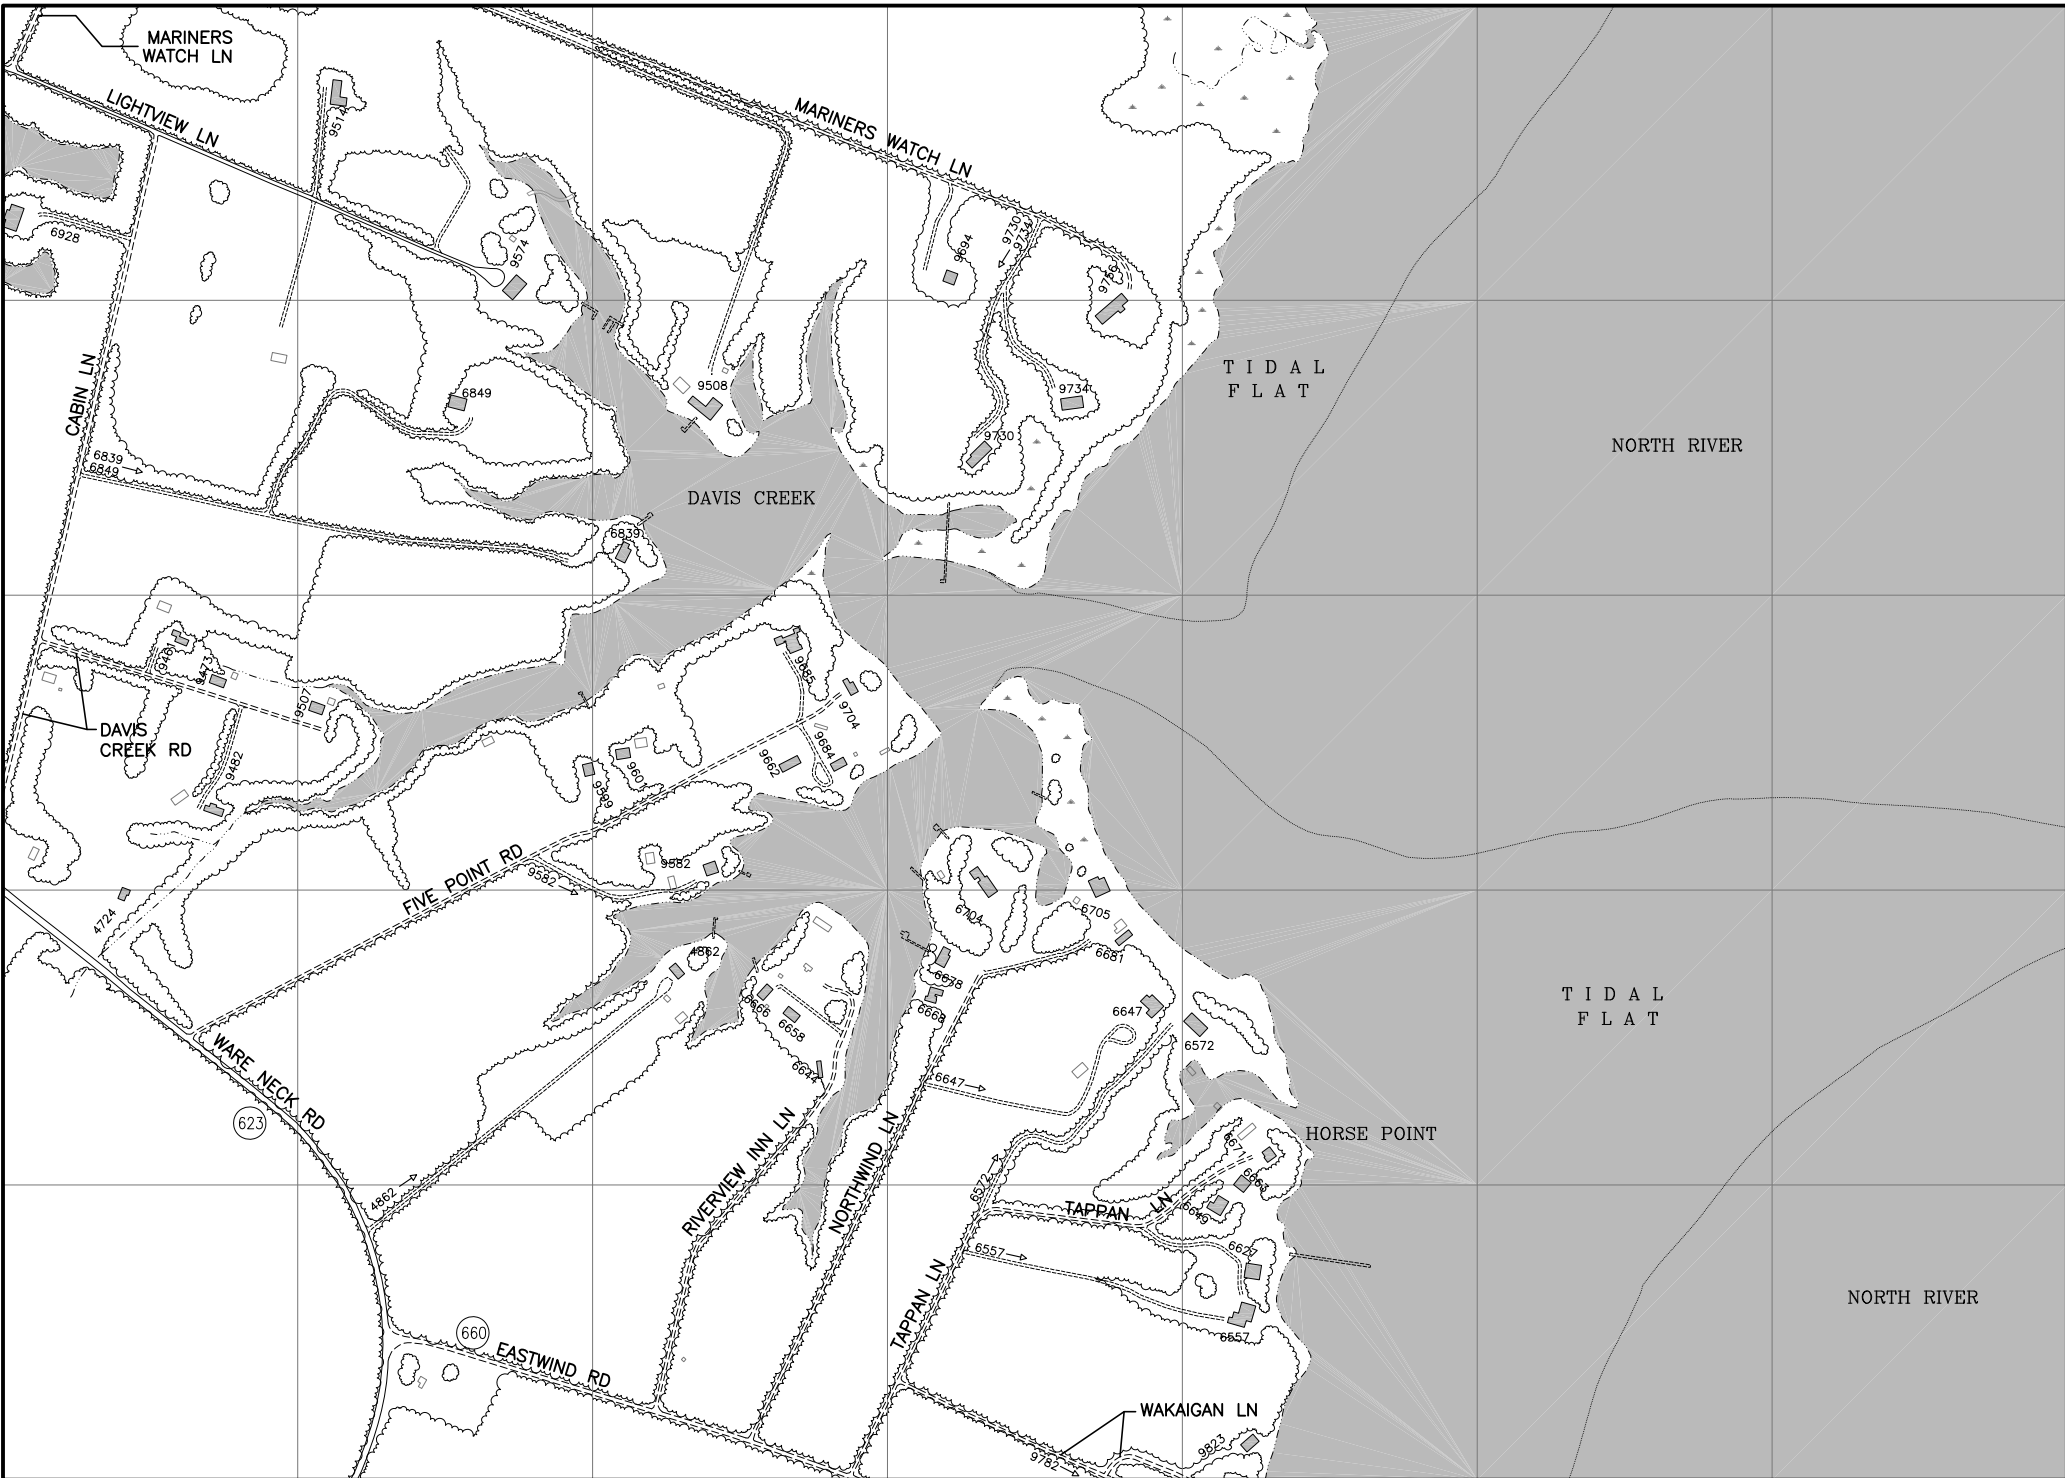 MARINERS
WATCH LN
LIGHTVIEW LN
9514
MARINERS WATCH LN
6928
9574
9694
9730
9734
9756
CABIN LN
6849
9508
9734
9730
TIDAL
FLAT
NORTH RIVER
6839
6849
DAVIS CREEK
6839
9473
9507
DAVIS
CREEK RD
9482
9685
9704
9684
9662
9601
9599
FIVE POINT RD
9582
9582
4724
6704
6705
6681
4862
6678
6668
6666
6658
6644
6647
6572
TIDAL
FLAT
WARE NECK RD
623
6647
HORSE POINT
4862
RIVERVIEW INN LN
NORTHWIND LN
6572
TAPPAN LN
6663
6649
6627
6557
TAPPAN LN
6557
NORTH RIVER
660
EASTWIND RD
WAKAIGAN LN
9823
9782